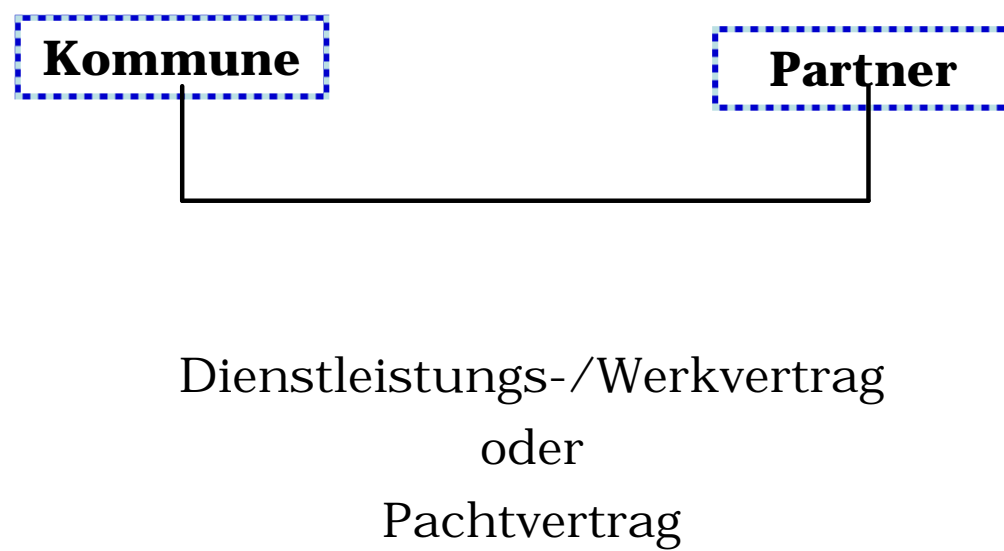 Kommune
Partner
Dienstleistungs-/Werkvertrag
oder
Pachtvertrag